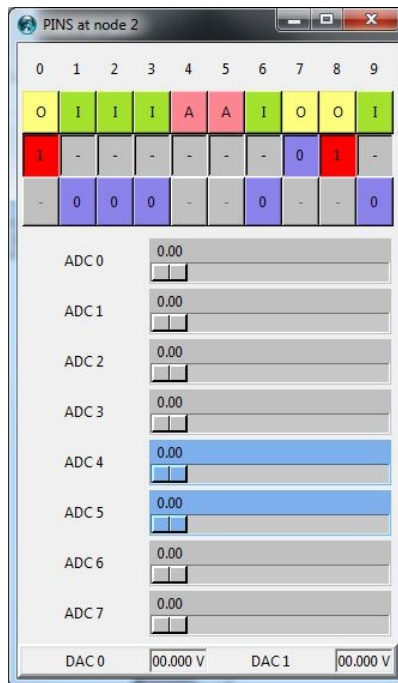 PINS at node 2
0 1 2 3 4 5 6 7 8 9
O I I I A A I O O I
1 - - - - - - 0 1 -
- 0 0 0 - - 0 - - 0
0.00
ADC 0
0.00
ADC 1
0.00
ADC 2
0.00
ADC 3
0.00
ADC 4
0.00
ADC 5
0.00
ADC 6
0.00
ADC 7
DAC 0 00.000 V DAC 1 00.000 V